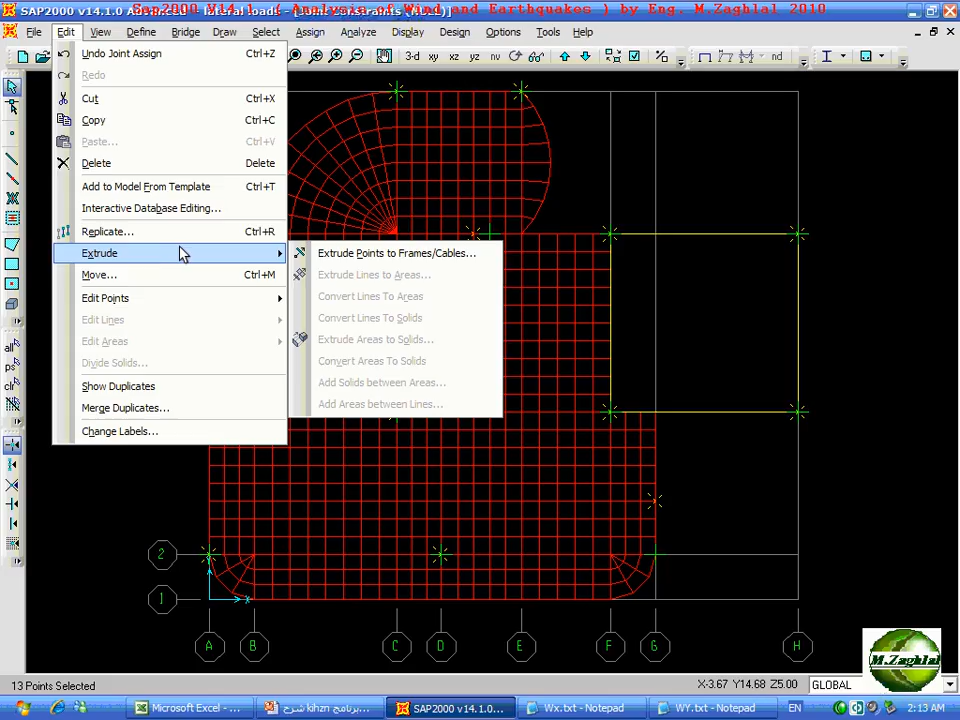 Sap2000 V14.1 ( Analysis of Wind and Earthquakes ) by Eng. M.Zaghlal 2010
File Edit View Define Bridge Draw Select Assign Analyze Display Design Options Tools Help
3-d xy xz yz nv
nd
Undo Joint Assign Ctrl+Z
Redo
Cut Ctrl+X
Copy Ctrl+C
Paste... Ctrl+V
Delete Delete
Add to Model From Template Ctrl+T
Interactive Database Editing...
Replicate... Ctrl+R
Extrude
Move... Ctrl+M
Edit Points
Edit Lines
Edit Areas
Divide Solids...
Show Duplicates
Merge Duplicates...
Change Labels...
Extrude Points to Frames/Cables...
Extrude Lines to Areas...
Convert Lines To Areas
Convert Lines To Solids
Extrude Areas to Solids...
Convert Areas To Solids
Add Solids between Areas...
Add Areas between Lines...
all
ps
clr
2
1
x
A B C D E F G H
M.Zaghlal
13 Points Selected
X-3.67 Y14.68 Z5.00
GLOBAL
Microsoft Excel - ...
SAP2000 v14.1.0...
Wx.txt - Notepad
WY.txt - Notepad
EN
2:13 AM